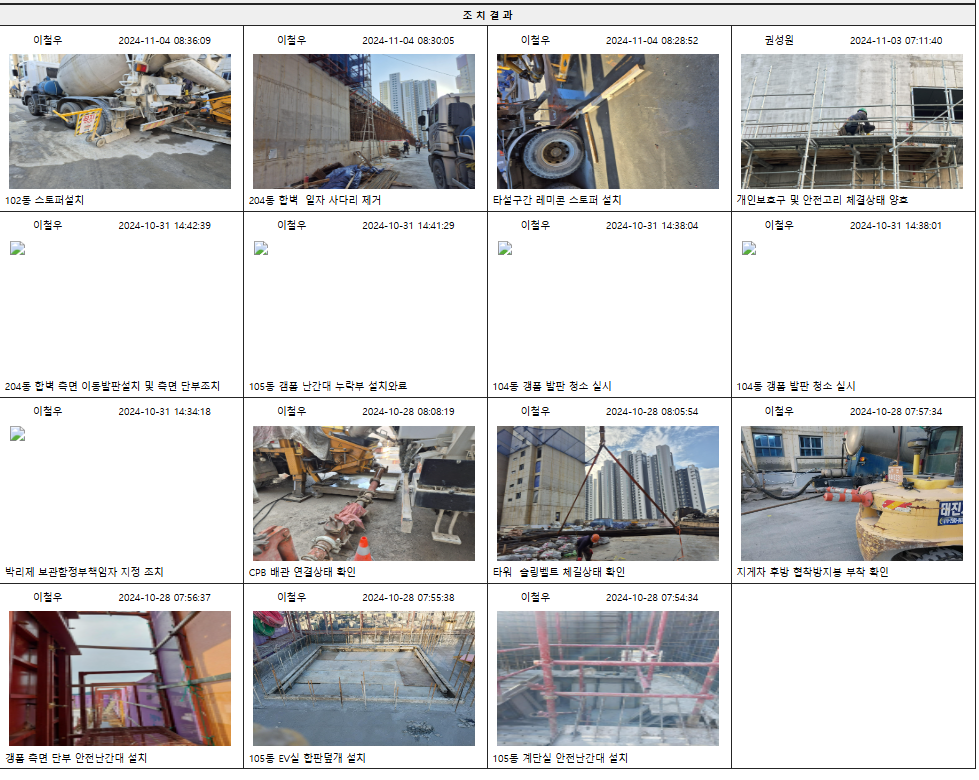 조 치 결 과
이철우 2024-11-04 08:36:09
이철우 2024-11-04 08:30:05
이철우 2024-11-04 08:28:52
권성원 2024-11-03 07:11:40
102동 스토퍼설치
204동 합벽 일자 사다리 제거
타설구간 레미콘 스토퍼 설치
개인보호구 및 안전고리 체결상태 양호
이철우 2024-10-31 14:42:39
이철우 2024-10-31 14:41:29
이철우 2024-10-31 14:38:04
이철우 2024-10-31 14:38:01
204동 합벽 측면 이동발판설치 및 측면 단부조치
105동 갱폼 난간대 누락부 설치와료
104동 갱폼 발판 청소 실시
104동 갱폼 발판 청소 실시
이철우 2024-10-31 14:34:18
이철우 2024-10-28 08:08:19
이철우 2024-10-28 08:05:54
이철우 2024-10-28 07:57:34
태진
박리제 보관함정부책임자 지정 조치
CPB 배관 연결상태 확인
타워 슬링벨트 체길상태 확인
지게차 후방 협착방지봉 부착 확인
이철우 2024-10-28 07:56:37
이철우 2024-10-28 07:55:38
이철우 2024-10-28 07:54:34
갱폼 측면 단부 안전난간대 설치
105동 EV실 합판덮개 설치
105동 계단실 안전난간대 설치